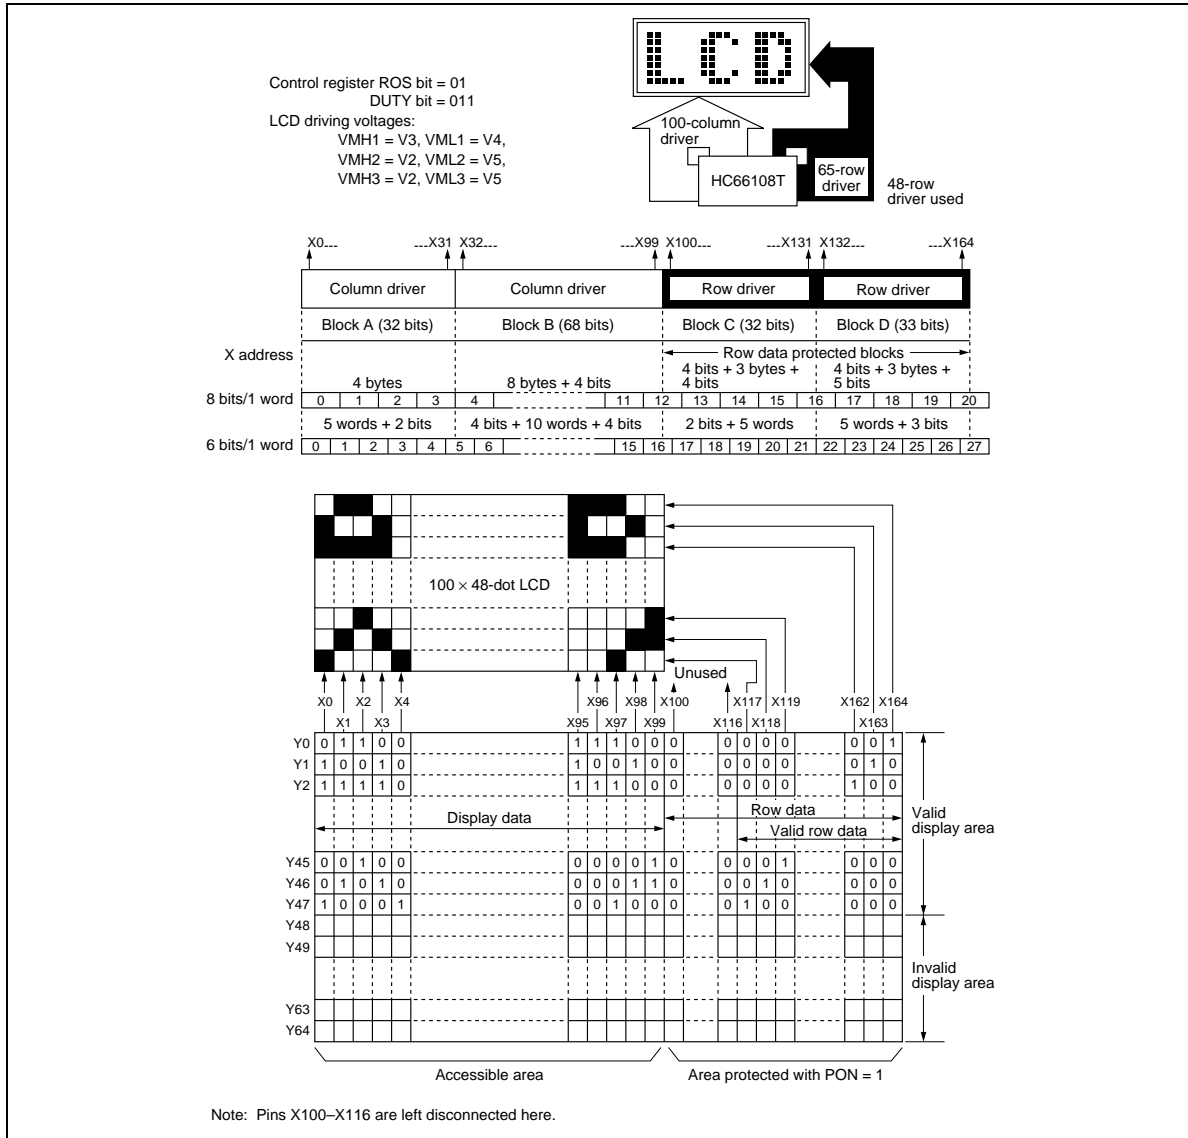 LCD
Control register ROS bit = 01
DUTY bit = 011
LCD driving voltages:
VMH1 = V3, VML1 = V4,
VMH2 = V2, VML2 = V5,
VMH3 = V2, VML3 = V5
100-column
driver
HC66108T
65-row
driver
48-row
driver used
X0--- ---X31 X32--- ---X99 X100--- ---X131 X132--- ---X164
Column driver Column driver Row driver Row driver
Block A (32 bits) Block B (68 bits) Block C (32 bits) Block D (33 bits)
X address
Row data protected blocks
4 bytes 8 bytes + 4 bits 4 bits + 3 bytes + 4 bits 4 bits + 3 bytes + 5 bits
8 bits/1 word 0 1 2 3 4 11 12 13 14 15 16 17 18 19 20
5 words + 2 bits 4 bits + 10 words + 4 bits 2 bits + 5 words 5 words + 3 bits
6 bits/1 word 0 1 2 3 4 5 6 15 16 17 18 19 20 21 22 23 24 25 26 27
100 × 48-dot LCD
Unused
X0 X2 X4 X96 X98 X100 X117 X119 X162 X164
X1 X3 X95 X97 X99 X116 X118 X163
Y0 0 1 1 0 0 1 1 1 0 0 0 0 0 0 0 0 0 1
Y1 1 0 0 1 0 1 0 0 1 0 0 0 0 0 0 0 1 0
Y2 1 1 1 1 0 1 1 1 0 0 0 0 0 0 0 1 0 0
Display data
Row data
Valid row data
Valid
display area
Y45 0 0 1 0 0 0 0 0 0 1 0 0 0 0 1 0 0 0
Y46 0 1 0 1 0 0 0 0 1 1 0 0 0 1 0 0 0 0
Y47 1 0 0 0 1 0 0 1 0 0 0 0 1 0 0 0 0 0
Y48
Y49
Invalid
display area
Y63
Y64
Accessible area Area protected with PON = 1
Note: Pins X100–X116 are left disconnected here.